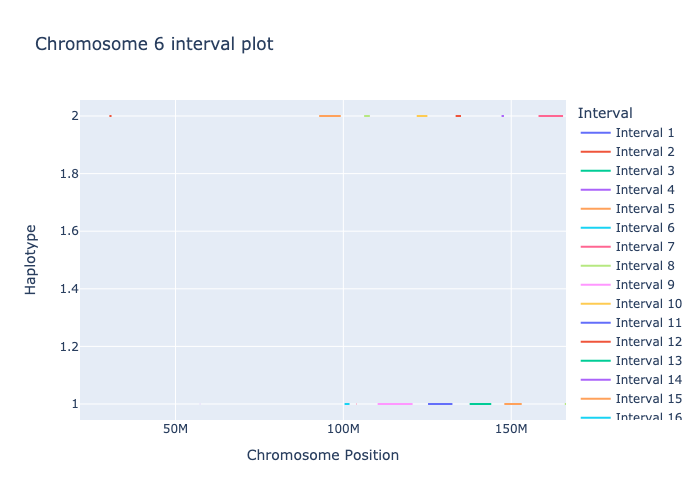 Chromosome 6 interval plot
Interval
Interval 1
Interval 2
Interval 3
Interval 4
Interval 5
Interval 6
Interval 7
Interval 8
Interval 9
Interval 10
Interval 11
Interval 12
Interval 13
Interval 14
Interval 15
Interval 16
2
1.8
1.6
1.4
1.2
1
Haplotype
50M
100M
150M
Chromosome Position